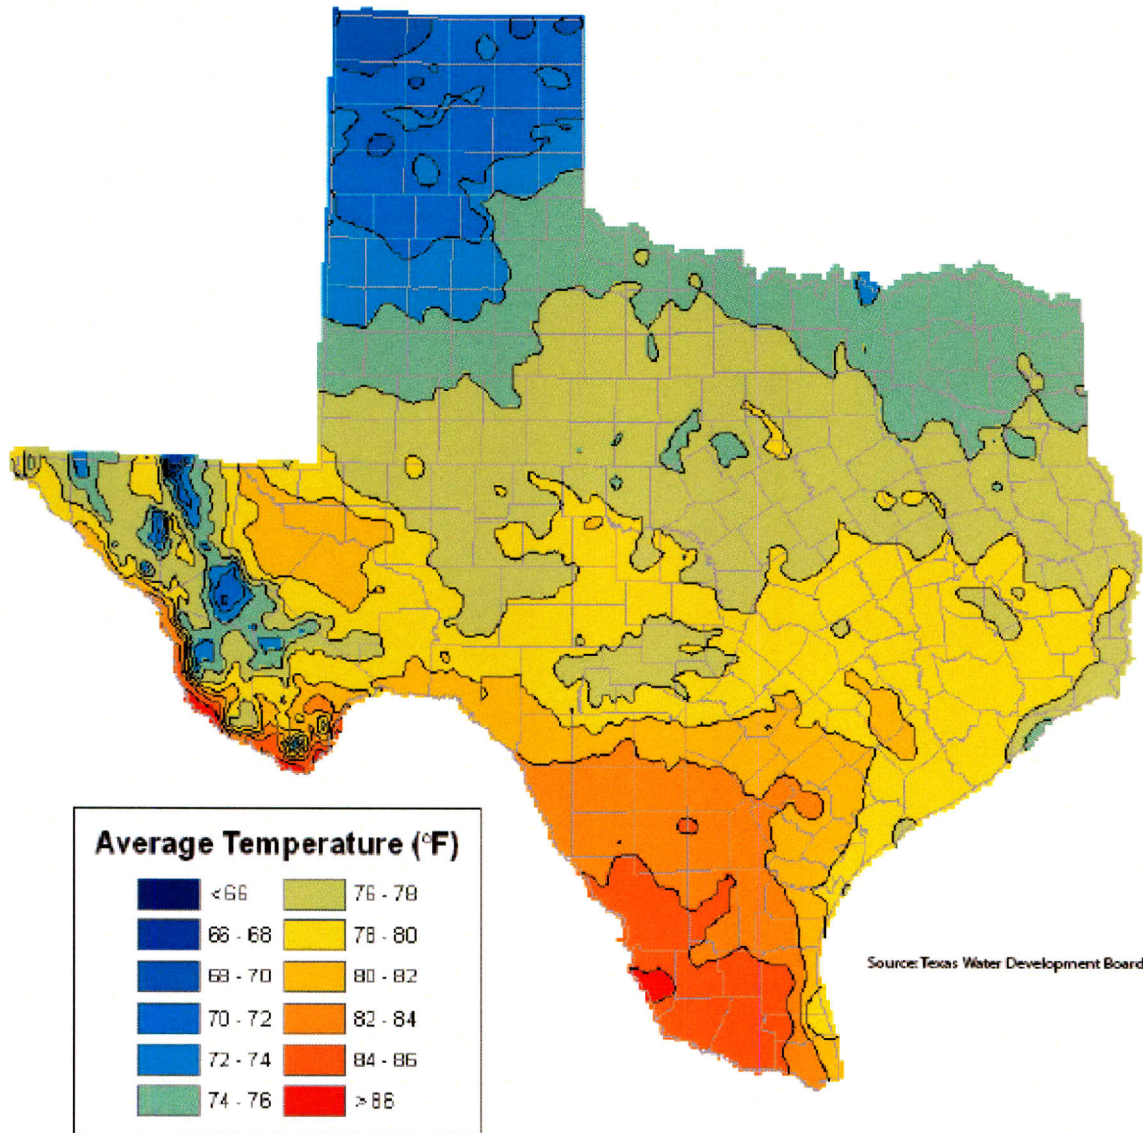 Average Temperature (°F)
<66 76 - 78
66 - 68 78 - 80
68 - 70 80 - 82
70 - 72 82 - 84
72 - 74 84 - 86
74 - 76 >86
Source: Texas Water Development Board